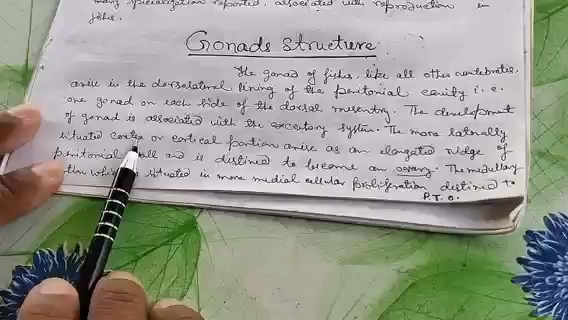 many specialization reported, associated with reproduction in
fishes.
Gonads Structure
The gonad of fishes, like all other vertebrates.
arise in the dorsolateral lining of the peritonial cavity i.e.
one gonad on each side of the dorsal mesentry. The development
of gonad is associated with the excretory system. The more laterally
situated cortex or cortical portion arise as an elongated ridge of
peritonial wall and is destined to become an ovary. The medullary
which situated in more medial cellular proliferation destined to
P.T.O.